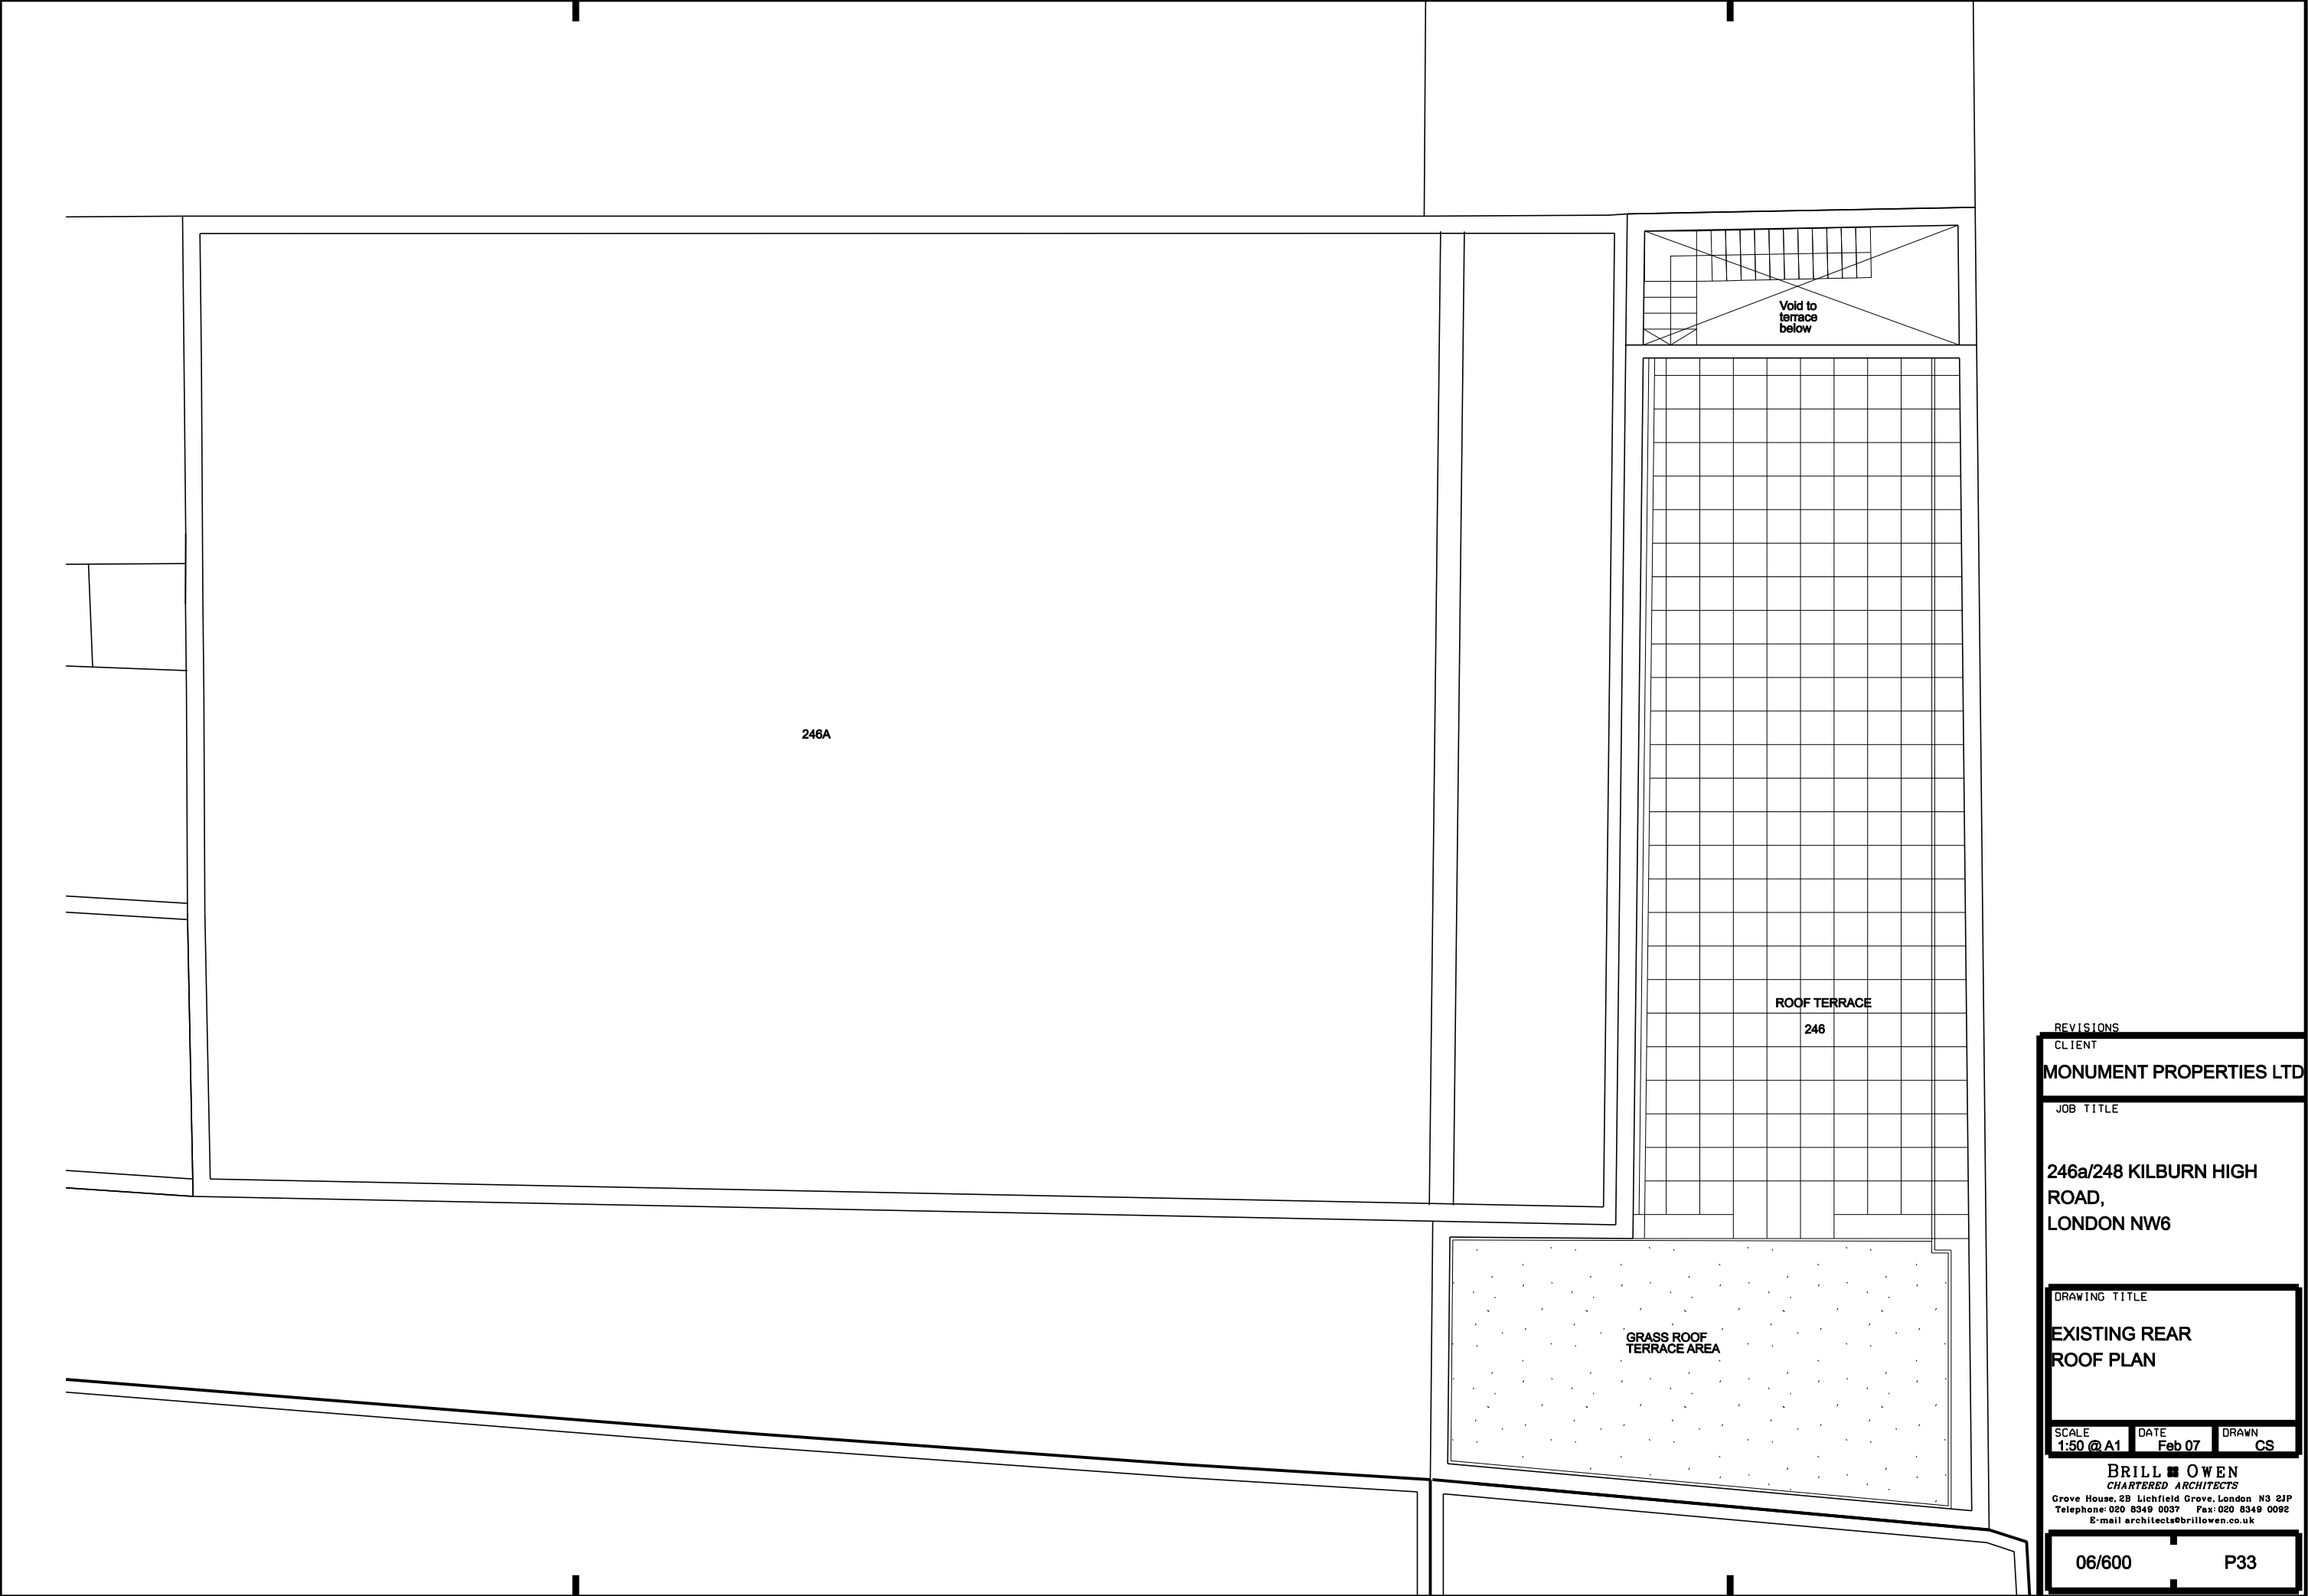 Void to
terrace
below
246A
ROOF TERRACE
246
GRASS ROOF
TERRACE AREA
REVISIONS
CLIENT
MONUMENT PROPERTIES LTD
JOB TITLE
246a/248 KILBURN HIGH
ROAD,
LONDON NW6
DRAWING TITLE
EXISTING REAR
ROOF PLAN
SCALE DATE DRAWN
1:50 @ A1 Feb 07 CS
BRILL OWEN
CHARTERED ARCHITECTS
Grove House, 2B Lichfield Grove, London N3 2JP
Telephone: 020 8349 0037 Fax: 020 8349 0092
E-mail architects@brillowen.co.uk
06/600 P33